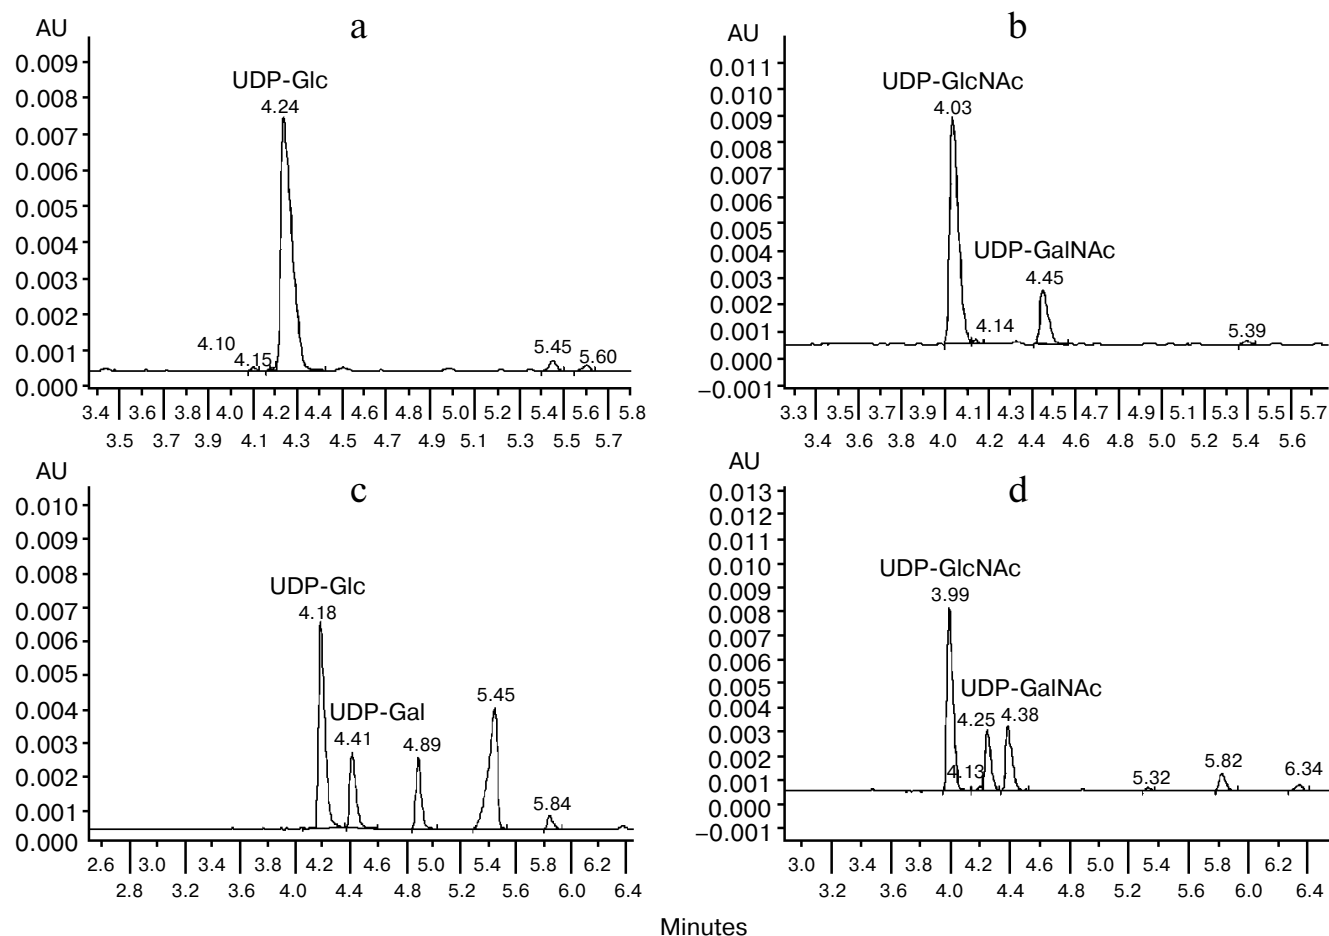 a
AU
0.009
0.008
0.007
0.006
0.005
0.004
0.003
0.002
0.001
0.000
UDP-Glc
4.24
4.10
4.15
5.45
5.60
3.4 3.6 3.8 4.0 4.2 4.4 4.6 4.8 5.0 5.2 5.4 5.6 5.8
3.5 3.7 3.9 4.1 4.3 4.5 4.7 4.9 5.1 5.3 5.5 5.7
b
AU
0.011
0.010
0.009
0.008
0.007
0.006
0.005
0.004
0.003
0.002
0.001
0.000
−0.001
UDP-GlcNAc
4.03
UDP-GalNAc
4.45
4.14
5.39
3.3 3.5 3.7 3.9 4.1 4.3 4.5 4.7 4.9 5.1 5.3 5.5 5.7
3.4 3.6 3.8 4.0 4.2 4.4 4.6 4.8 5.0 5.2 5.4 5.6
c
AU
0.010
0.009
0.008
0.007
0.006
0.005
0.004
0.003
0.002
0.001
0.000
UDP-Glc
4.18
UDP-Gal
4.41
4.89
5.45
5.84
2.6 3.0 3.4 3.8 4.2 4.6 5.0 5.4 5.8 6.2
2.8 3.2 3.6 4.0 4.4 4.8 5.2 5.6 6.0 6.4
d
AU
0.013
0.012
0.011
0.010
0.009
0.008
0.007
0.006
0.005
0.004
0.003
0.002
0.001
0.000
−0.001
UDP-GlcNAc
3.99
UDP-GalNAc
4.25 4.38
4.13
5.32
5.82
6.34
3.0 3.4 3.8 4.2 4.6 5.0 5.4 5.8 6.2
3.2 3.6 4.0 4.4 4.8 5.2 5.6 6.0 6.4
Minutes